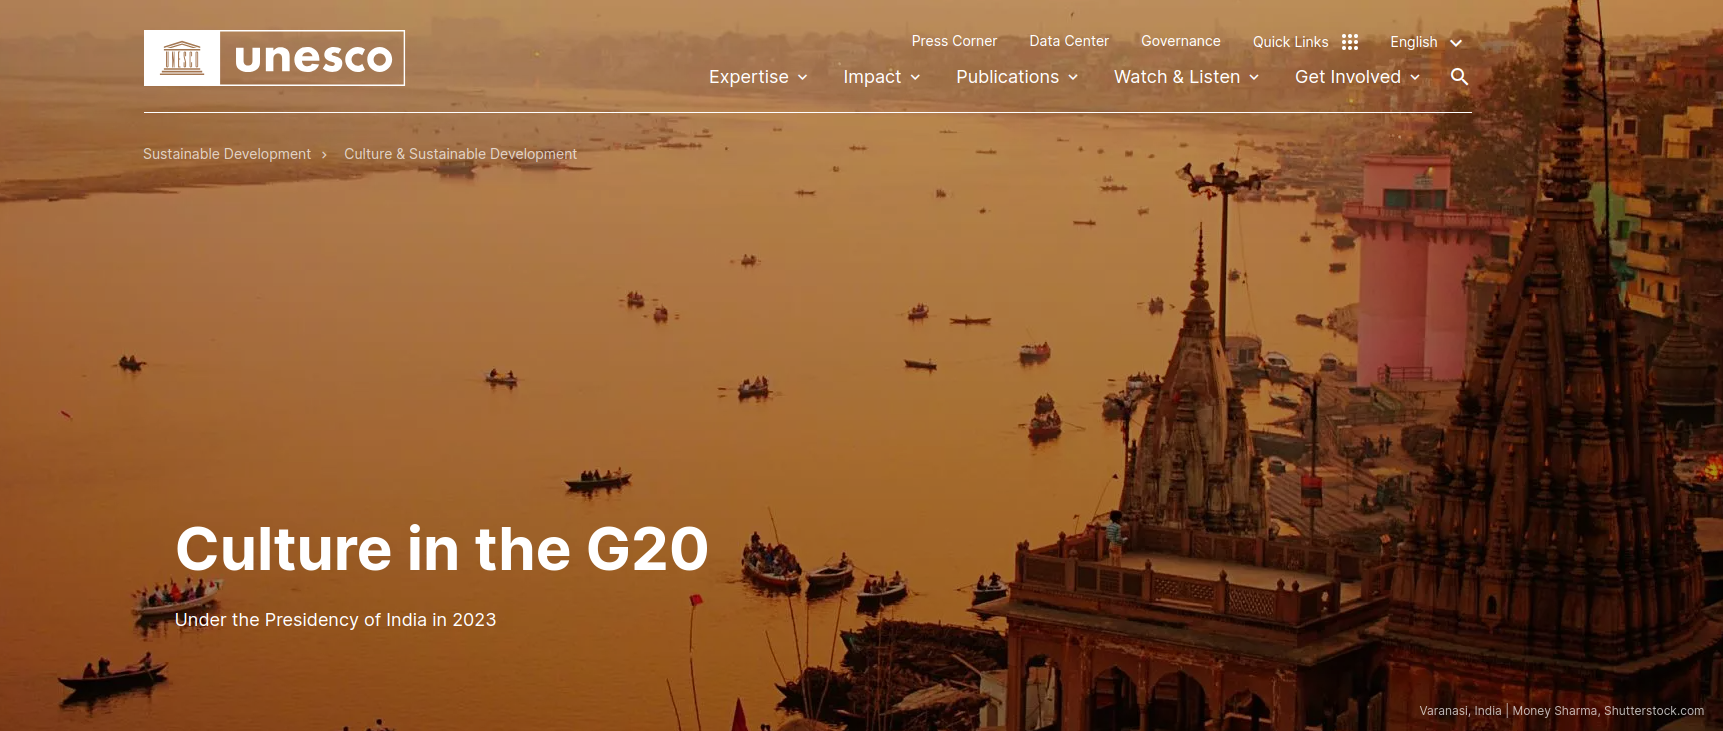 UNESCO
unesco
Press Corner Data Center Governance Quick Links English
Expertise Impact Publications Watch & Listen Get Involved
Sustainable Development › Culture & Sustainable Development
Culture in the G20
Under the Presidency of India in 2023
Varanasi, India | Money Sharma, Shutterstock.com